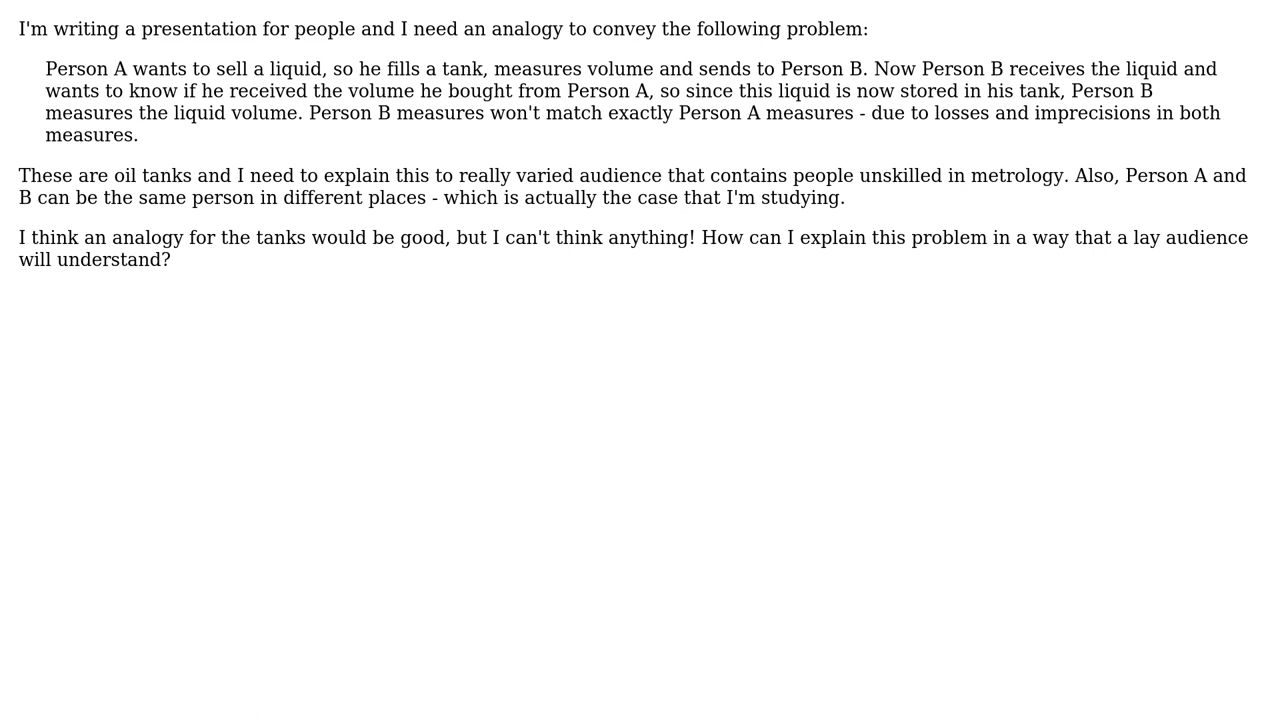 I'm writing a presentation for people and I need an analogy to convey the following problem:
Person A wants to sell a liquid, so he fills a tank, measures volume and sends to Person B. Now Person B receives the liquid and
wants to know if he received the volume he bought from Person A, so since this liquid is now stored in his tank, Person B
measures the liquid volume. Person B measures won't match exactly Person A measures - due to losses and imprecisions in both
measures.
These are oil tanks and I need to explain this to really varied audience that contains people unskilled in metrology. Also, Person A and
B can be the same person in different places - which is actually the case that I'm studying.
I think an analogy for the tanks would be good, but I can't think anything! How can I explain this problem in a way that a lay audience
will understand?